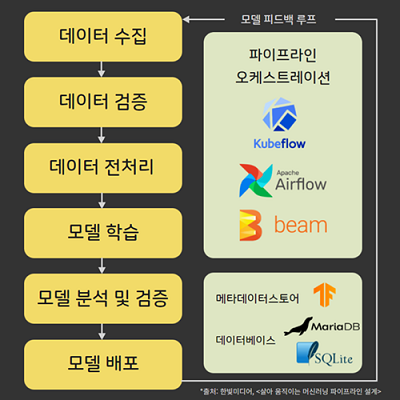 모델 피드백 루프
데이터 수집
데이터 검증
데이터 전처리
모델 학습
모델 분석 및 검증
모델 배포
파이프라인
오케스트레이션
Kubeflow
Apache
Airflow
beam
메타데이터스토어
데이터베이스
MariaDB
SQLite
*출처: 한빛미디어, <살아 움직이는 머신러닝 파이프라인 설계>